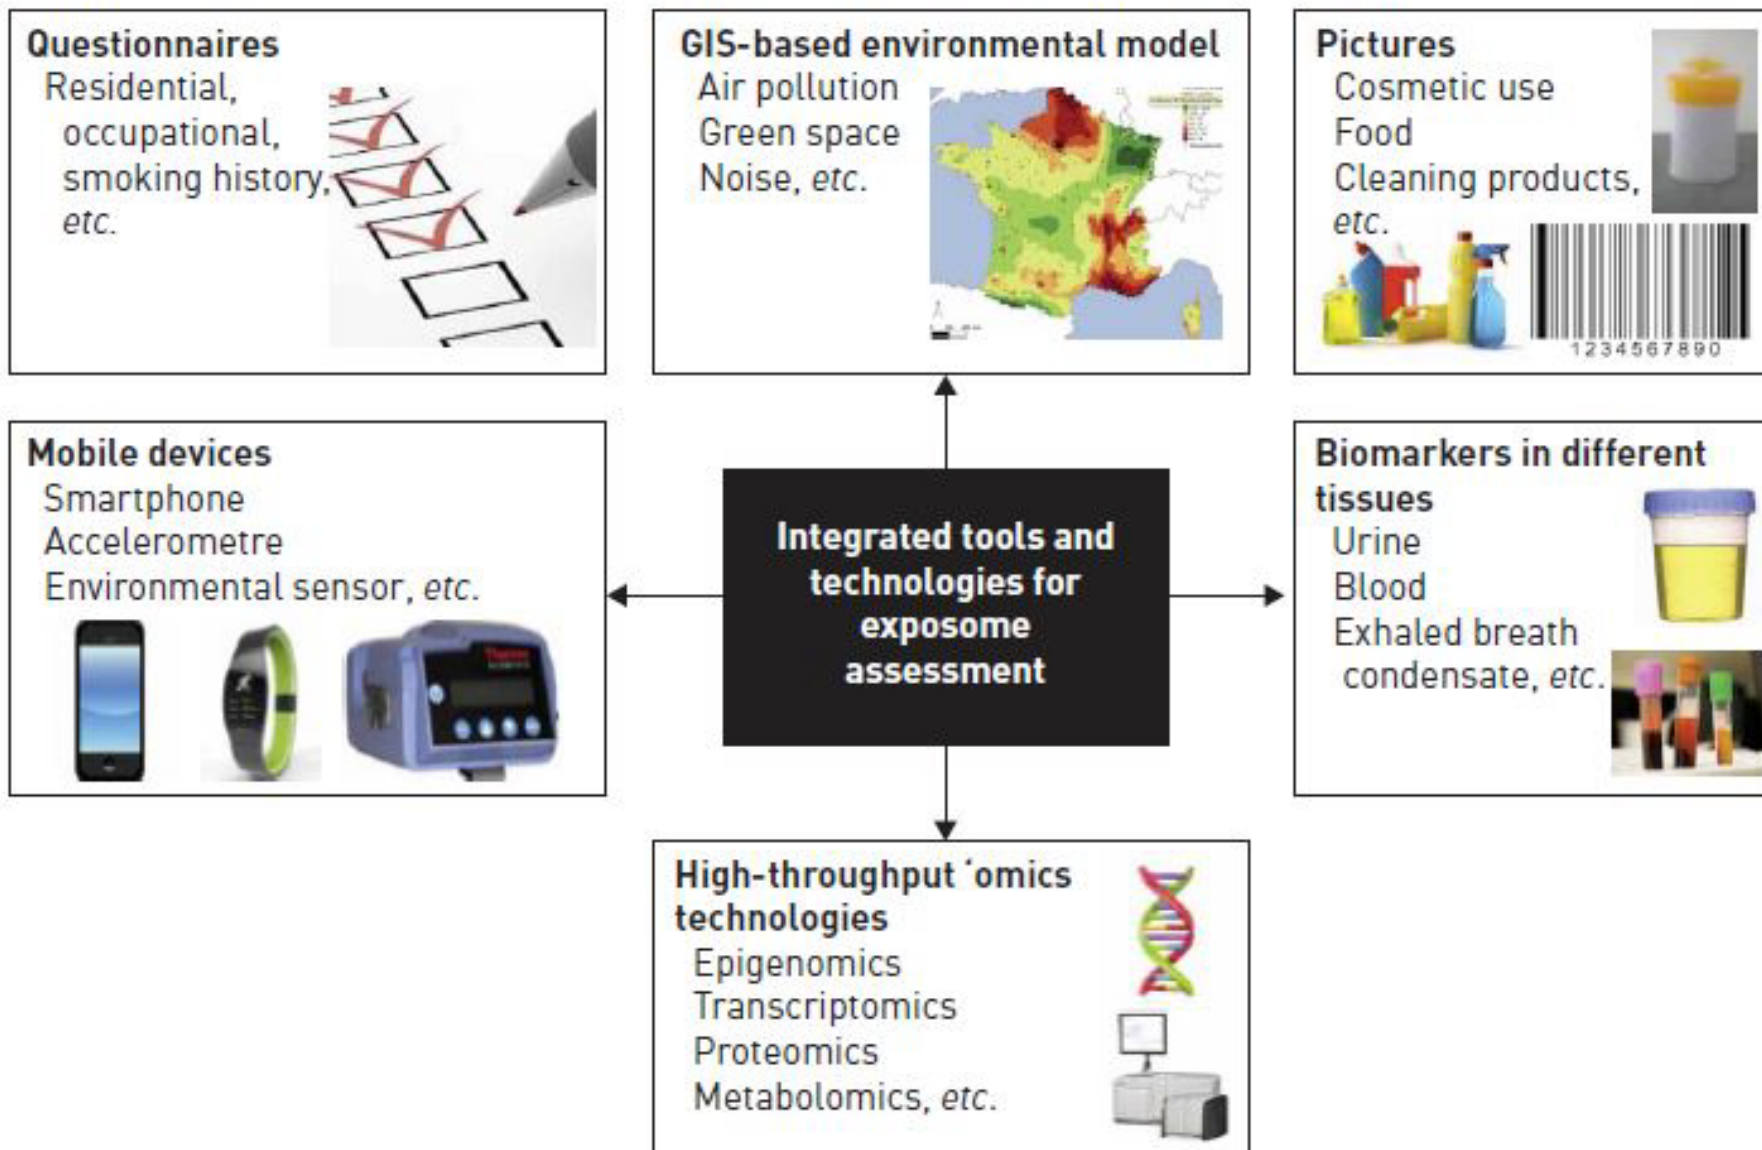 Questionnaires
Residential,
occupational,
smoking history,
etc.
GIS-based environmental model
Air pollution
Green space
Noise, etc.
Pictures
Cosmetic use
Food
Cleaning products,
etc.
1234567890
Mobile devices
Smartphone
Accelerometre
Environmental sensor, etc.
Thermo
Integrated tools and
technologies for
exposome
assessment
Biomarkers in different
tissues
Urine
Blood
Exhaled breath
condensate, etc.
High-throughput ‘omics
technologies
Epigenomics
Transcriptomics
Proteomics
Metabolomics, etc.